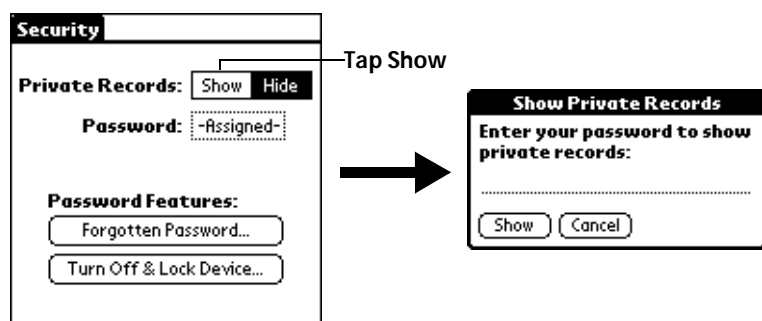 Security
Tap Show
Private Records: Show Hide
Password: -Assigned-
Password Features:
Forgotten Password...
Turn Off & Lock Device...
Show Private Records
Enter your password to show
private records:
Show Cancel